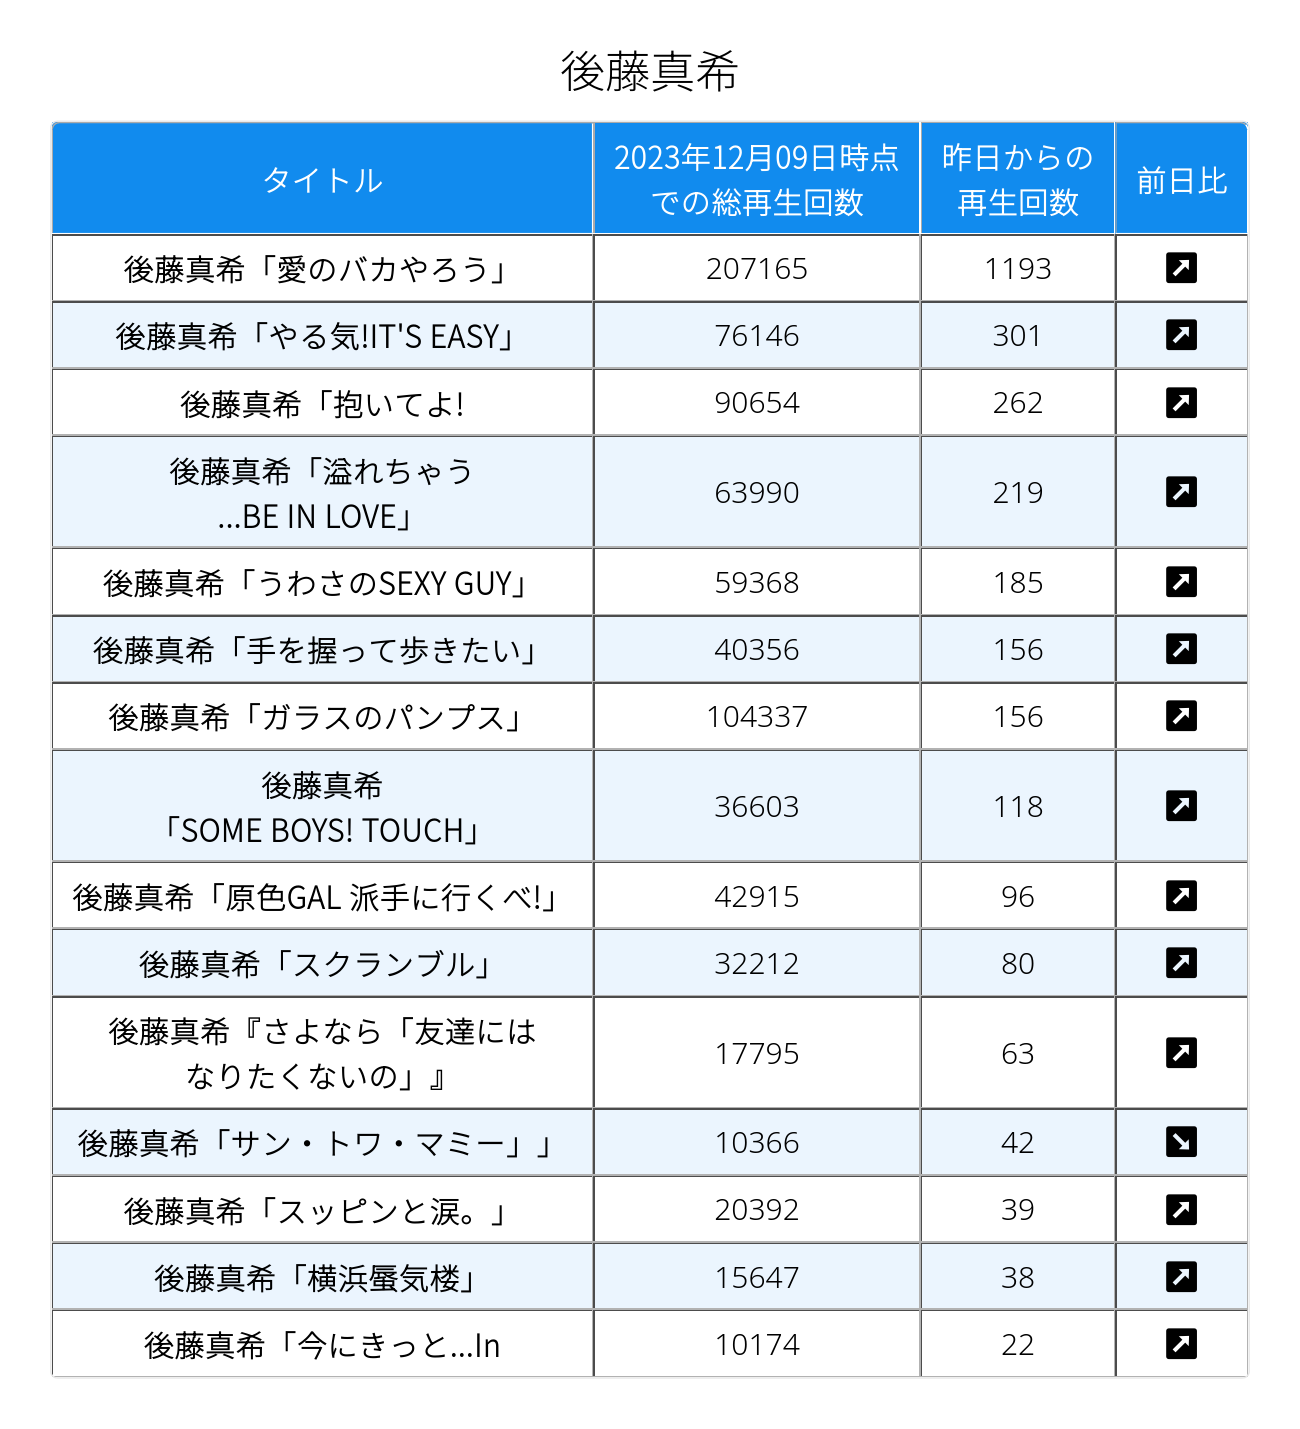 後藤真希
タイトル
2023年12月09日時点
での総再生回数
昨日からの
再生回数
前日比
後藤真希「愛のバカやろう」 207165 1193
後藤真希「やる気!IT'S EASY」 76146 301
後藤真希「抱いてよ! 90654 262
後藤真希「溢れちゃう
...BE IN LOVE」 63990 219
後藤真希「うわさのSEXY GUY」 59368 185
後藤真希「手を握って歩きたい」 40356 156
後藤真希「ガラスのパンプス」 104337 156
後藤真希
「SOME BOYS! TOUCH」 36603 118
後藤真希「原色GAL 派手に行くべ!」 42915 96
後藤真希「スクランブル」 32212 80
後藤真希『さよなら「友達には
なりたくないの」』 17795 63
後藤真希「サン・トワ・マミー」」 10366 42
後藤真希「スッピンと涙。」 20392 39
後藤真希「横浜蜃気楼」 15647 38
後藤真希「今にきっと...In 10174 22